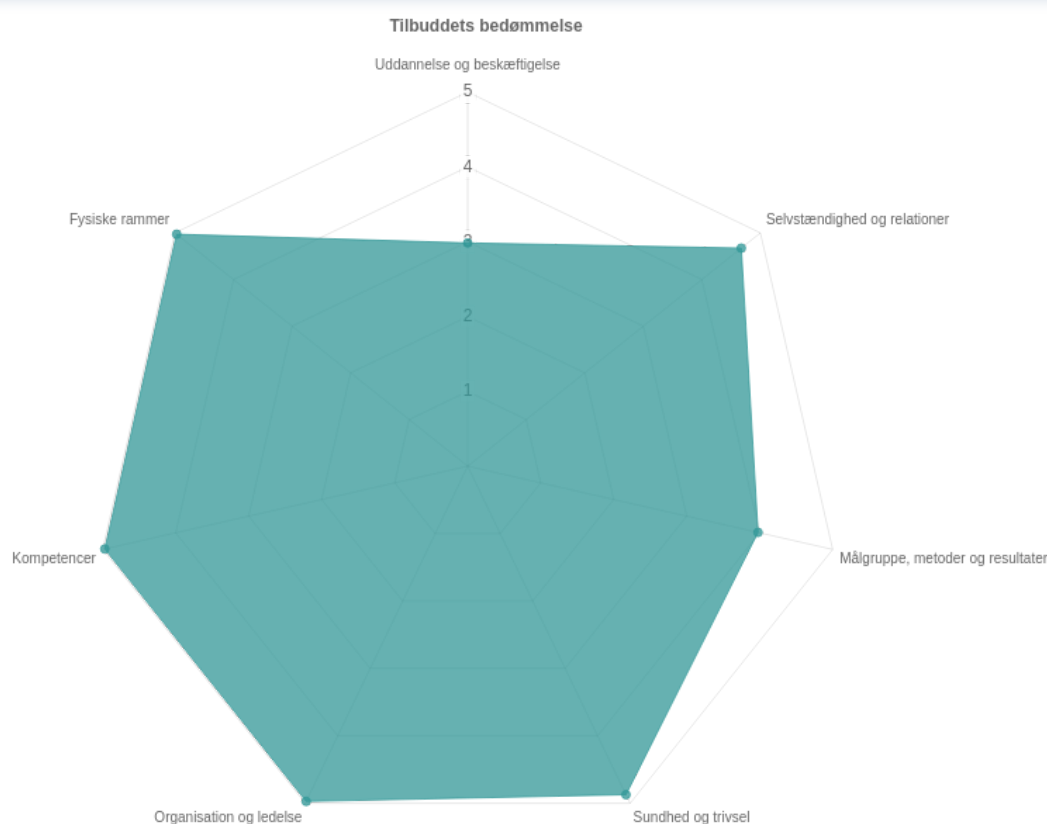 Tilbuddets bedømmelse
Uddannelse og beskæftigelse
5
4
Fysiske rammer
Selvstændighed og relationer
3
2
1
Kompetencer
Målgruppe, metoder og resultater
Organisation og ledelse
Sundhed og trivsel